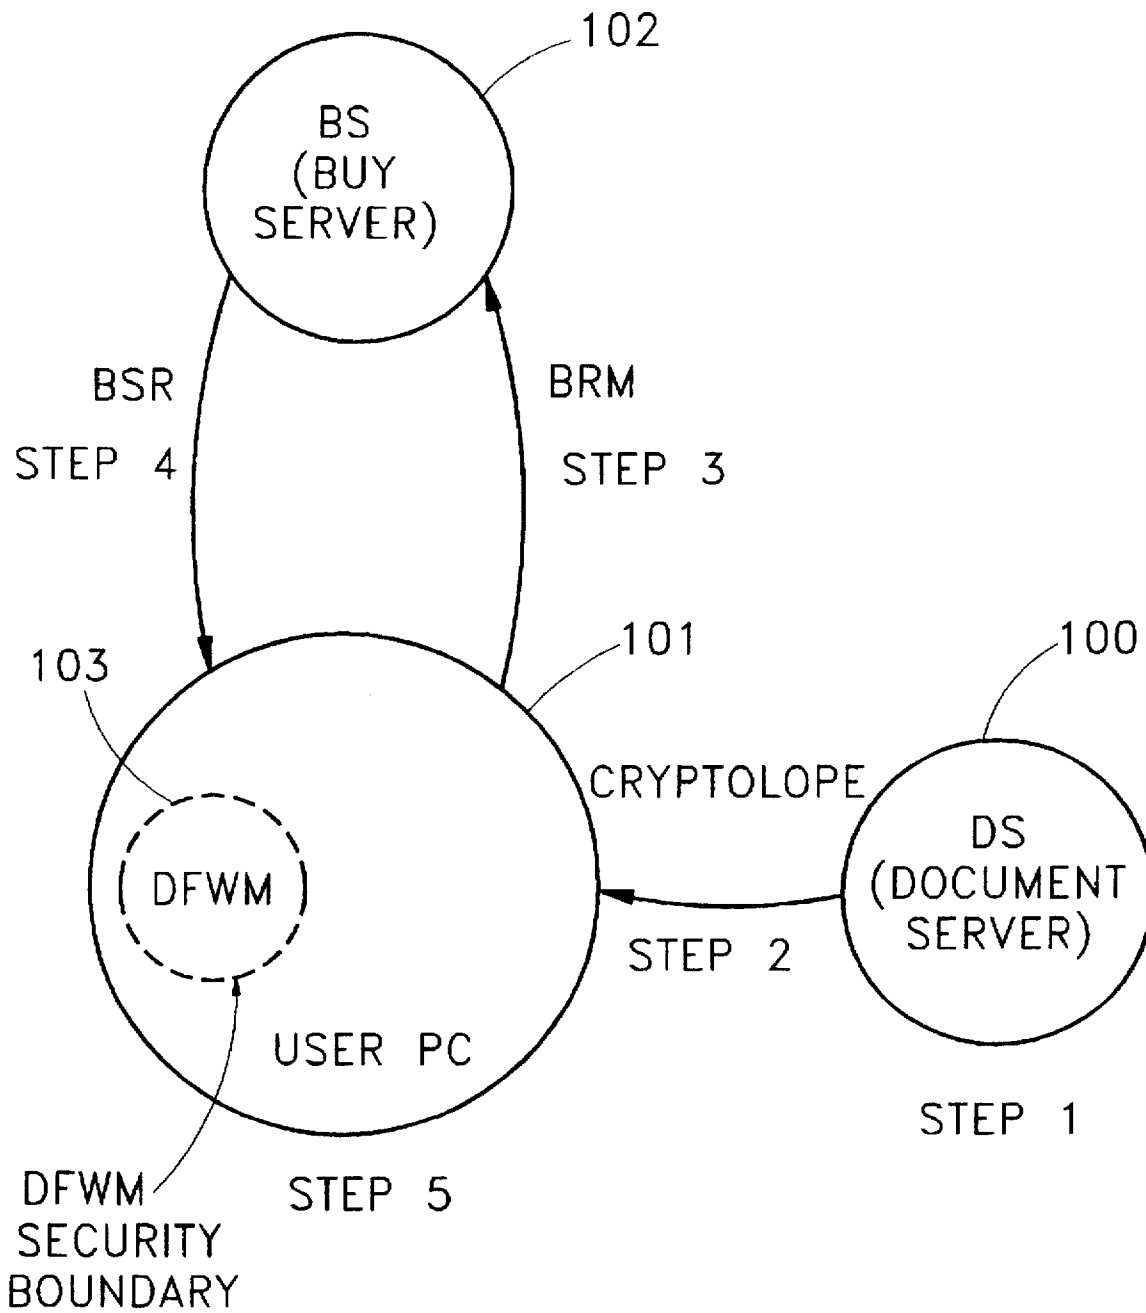 102
BS
(BUY
SERVER)
BSR
STEP 4
BRM
STEP 3
103
101
100
CRYPTOLOPE
DS
(DOCUMENT
SERVER)
DFWM
STEP 2
USER PC
STEP 1
DFWM
SECURITY
BOUNDARY
STEP 5